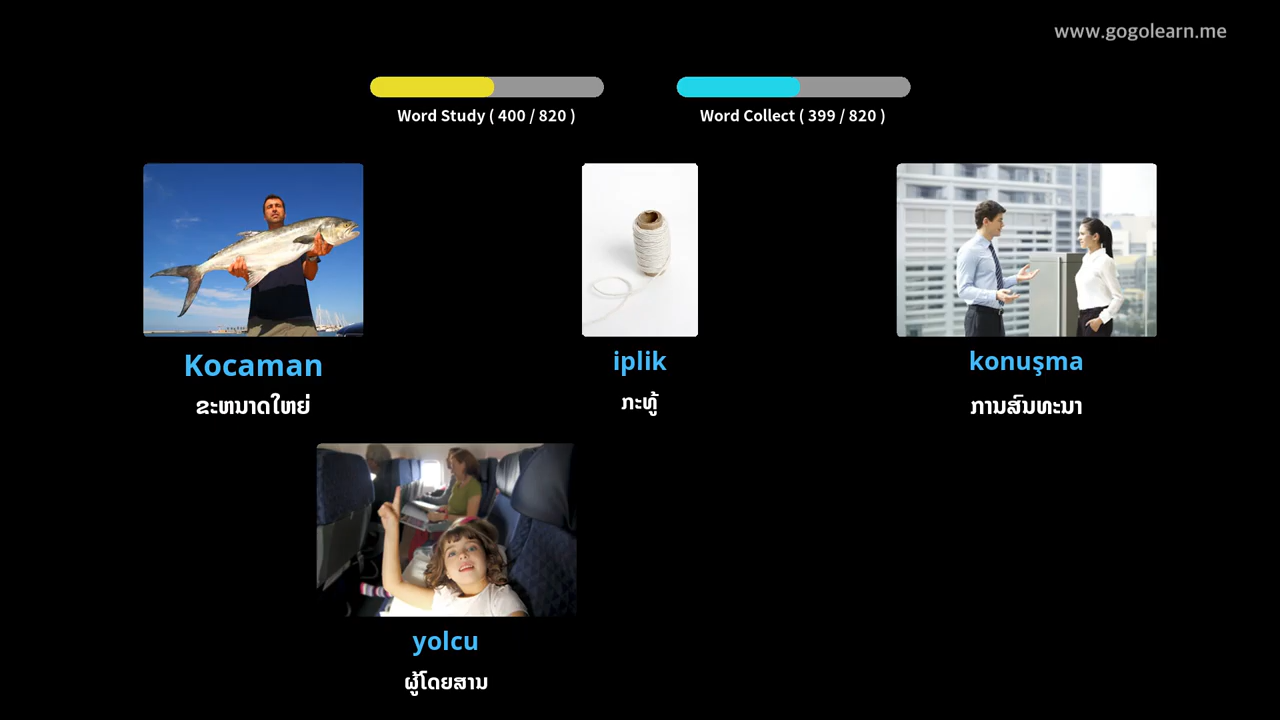 www.gogolearn.me
Word Study ( 400 / 820 )
Word Collect ( 399 / 820 )
Kocaman
ຂະຫນາດໃຫຍ່
iplik
ກະທູ້
konuşma
ການສົນທະນາ
yolcu
ຜູ້ໂດຍສານ